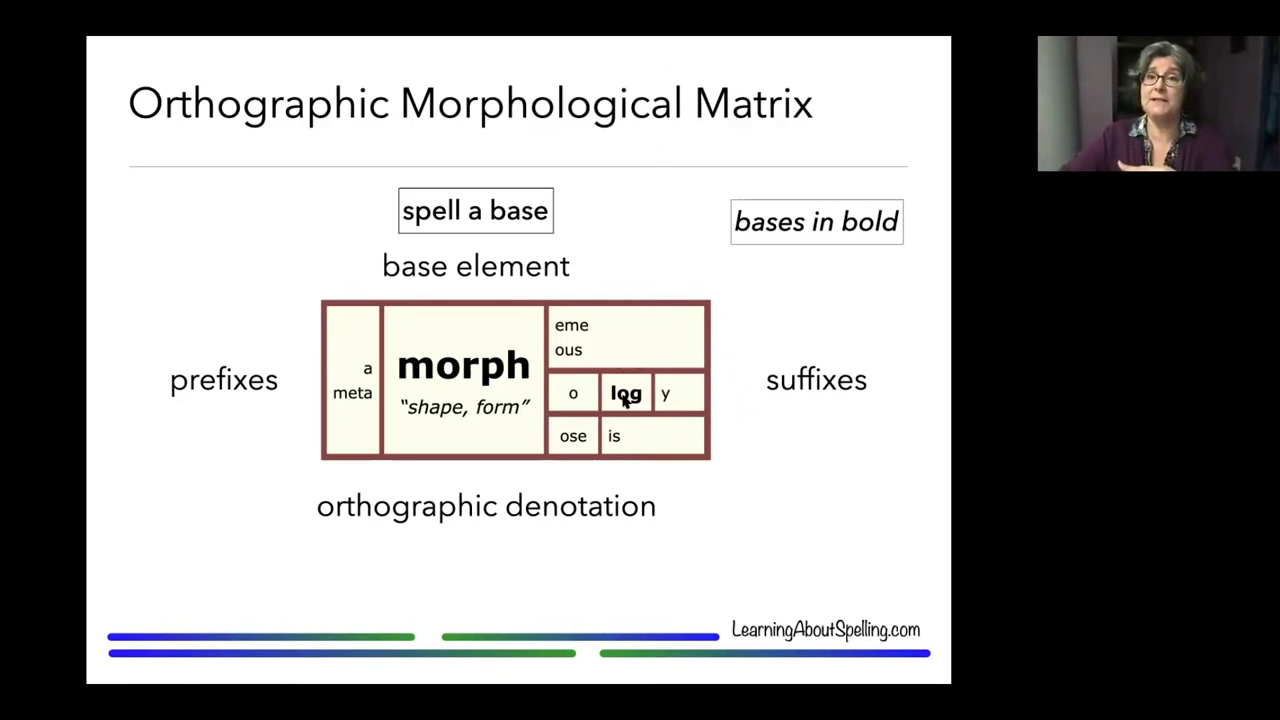 Orthographic Morphological Matrix
spell a base
bases in bold
base element
prefixes
a
meta
morph
"shape, form"
eme
ous
o log y
ose is
suffixes
orthographic denotation
LearningAboutSpelling.com